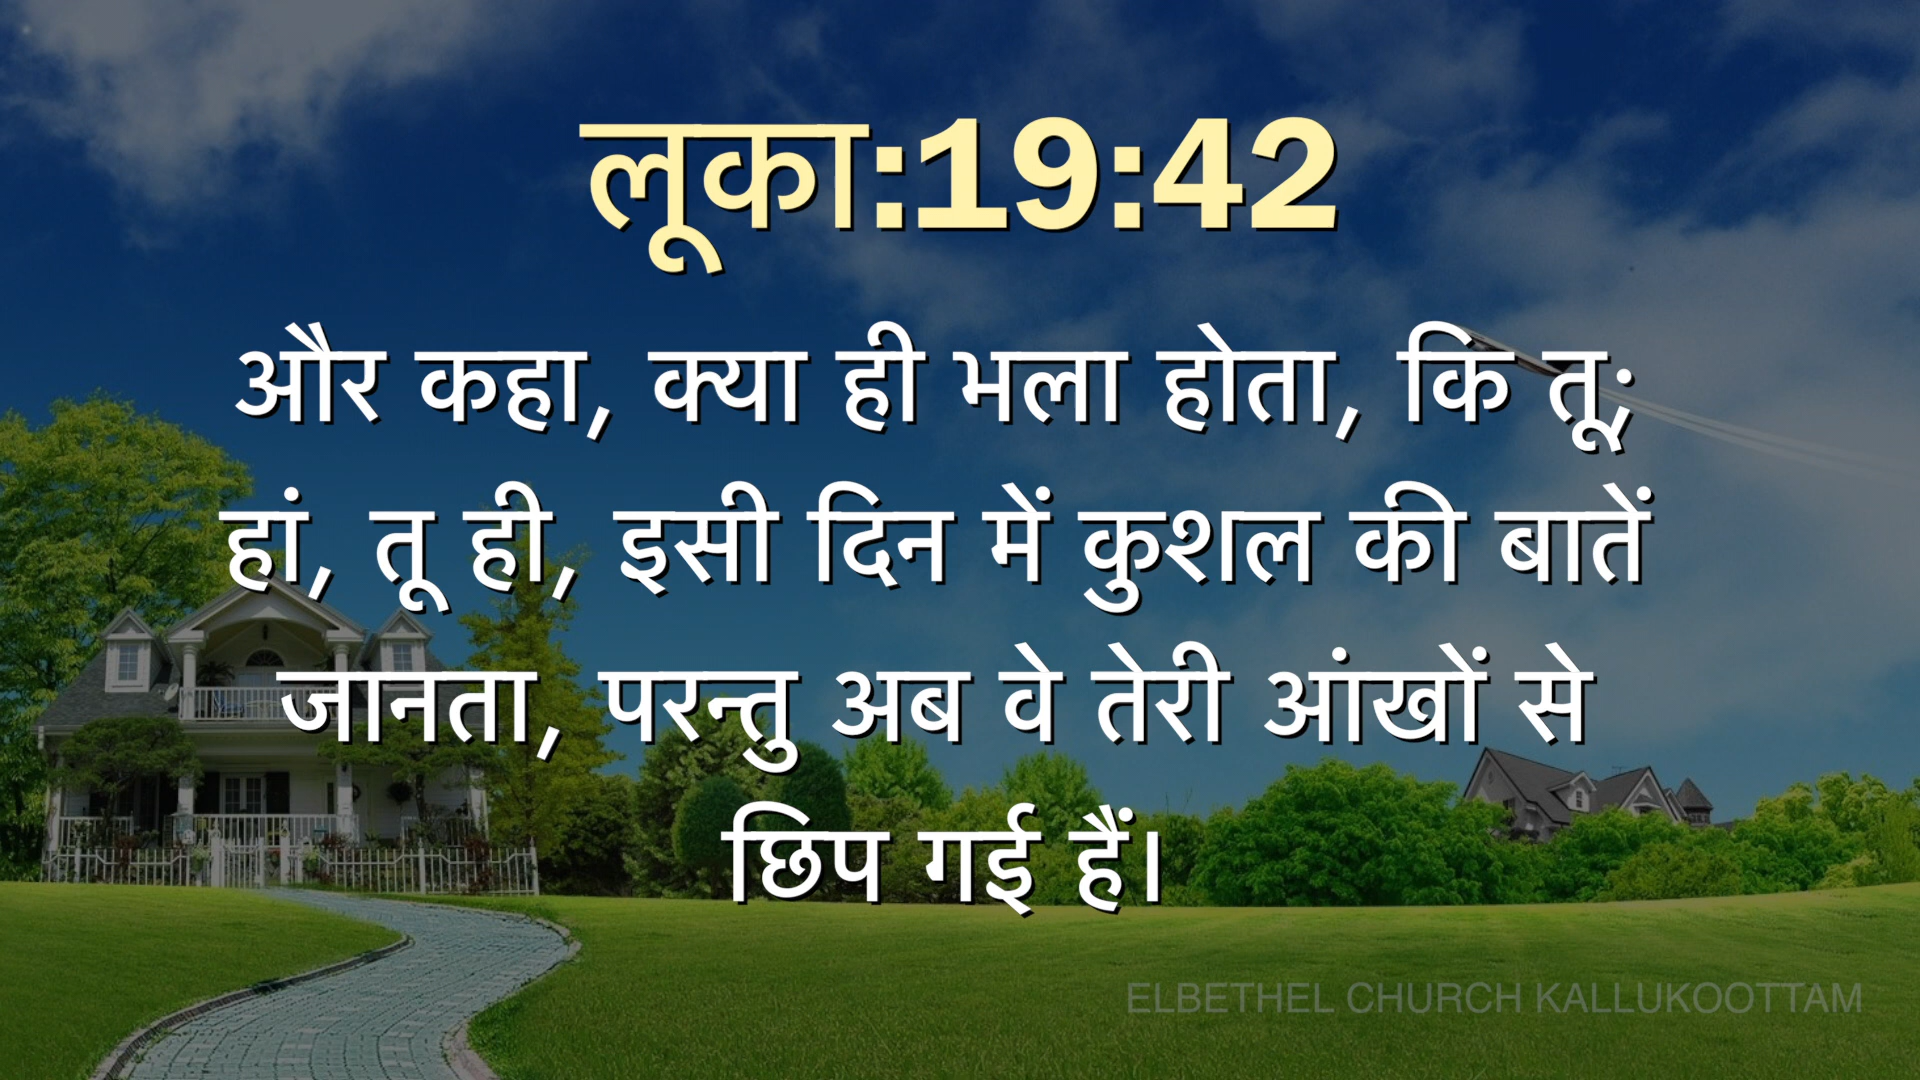 लूका:19:42
और कहा, क्या ही भला होता, कि तू;
हां, तू ही, इसी दिन में कुशल की बातें
जानता, परन्तु अब वे तेरी आंखों से
छिप गई हैं।
ELBETHEL CHURCH KALLUKOOTTAM